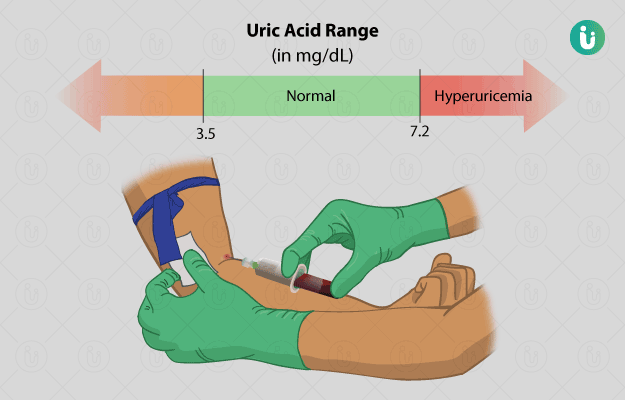 Uric Acid Range
(in mg/dL)
Normal
Hyperuricemia
3.5
7.2